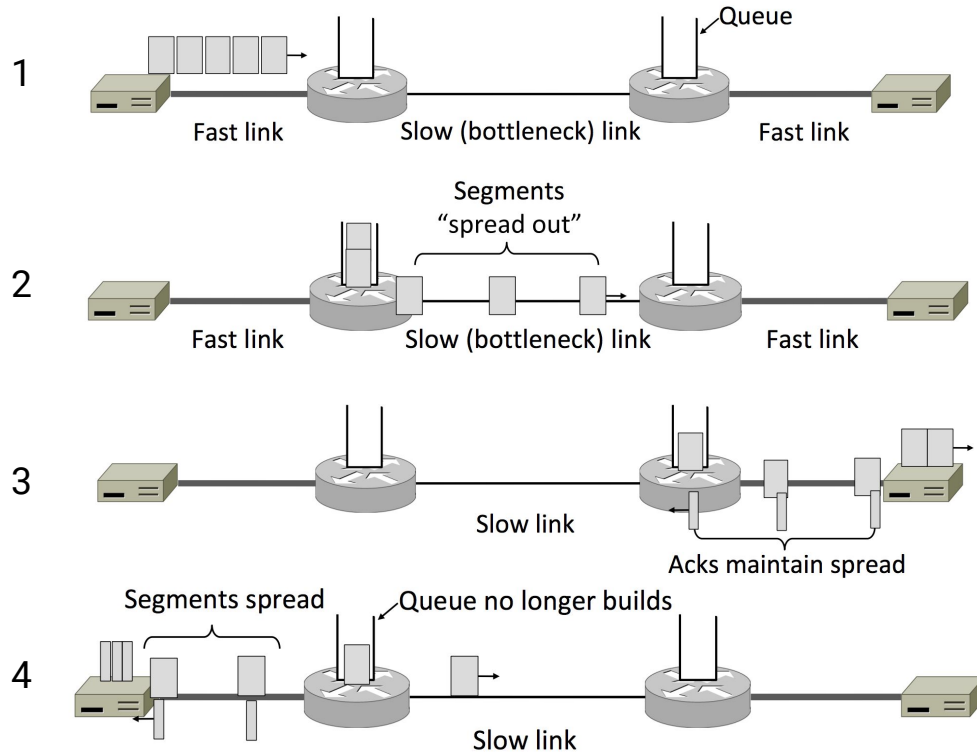 Queue
1
Fast link
Slow (bottleneck) link
Fast link
Segments
“spread out”
2
Fast link
Slow (bottleneck) link
Fast link
3
Slow link
Acks maintain spread
Segments spread
Queue no longer builds
4
Slow link